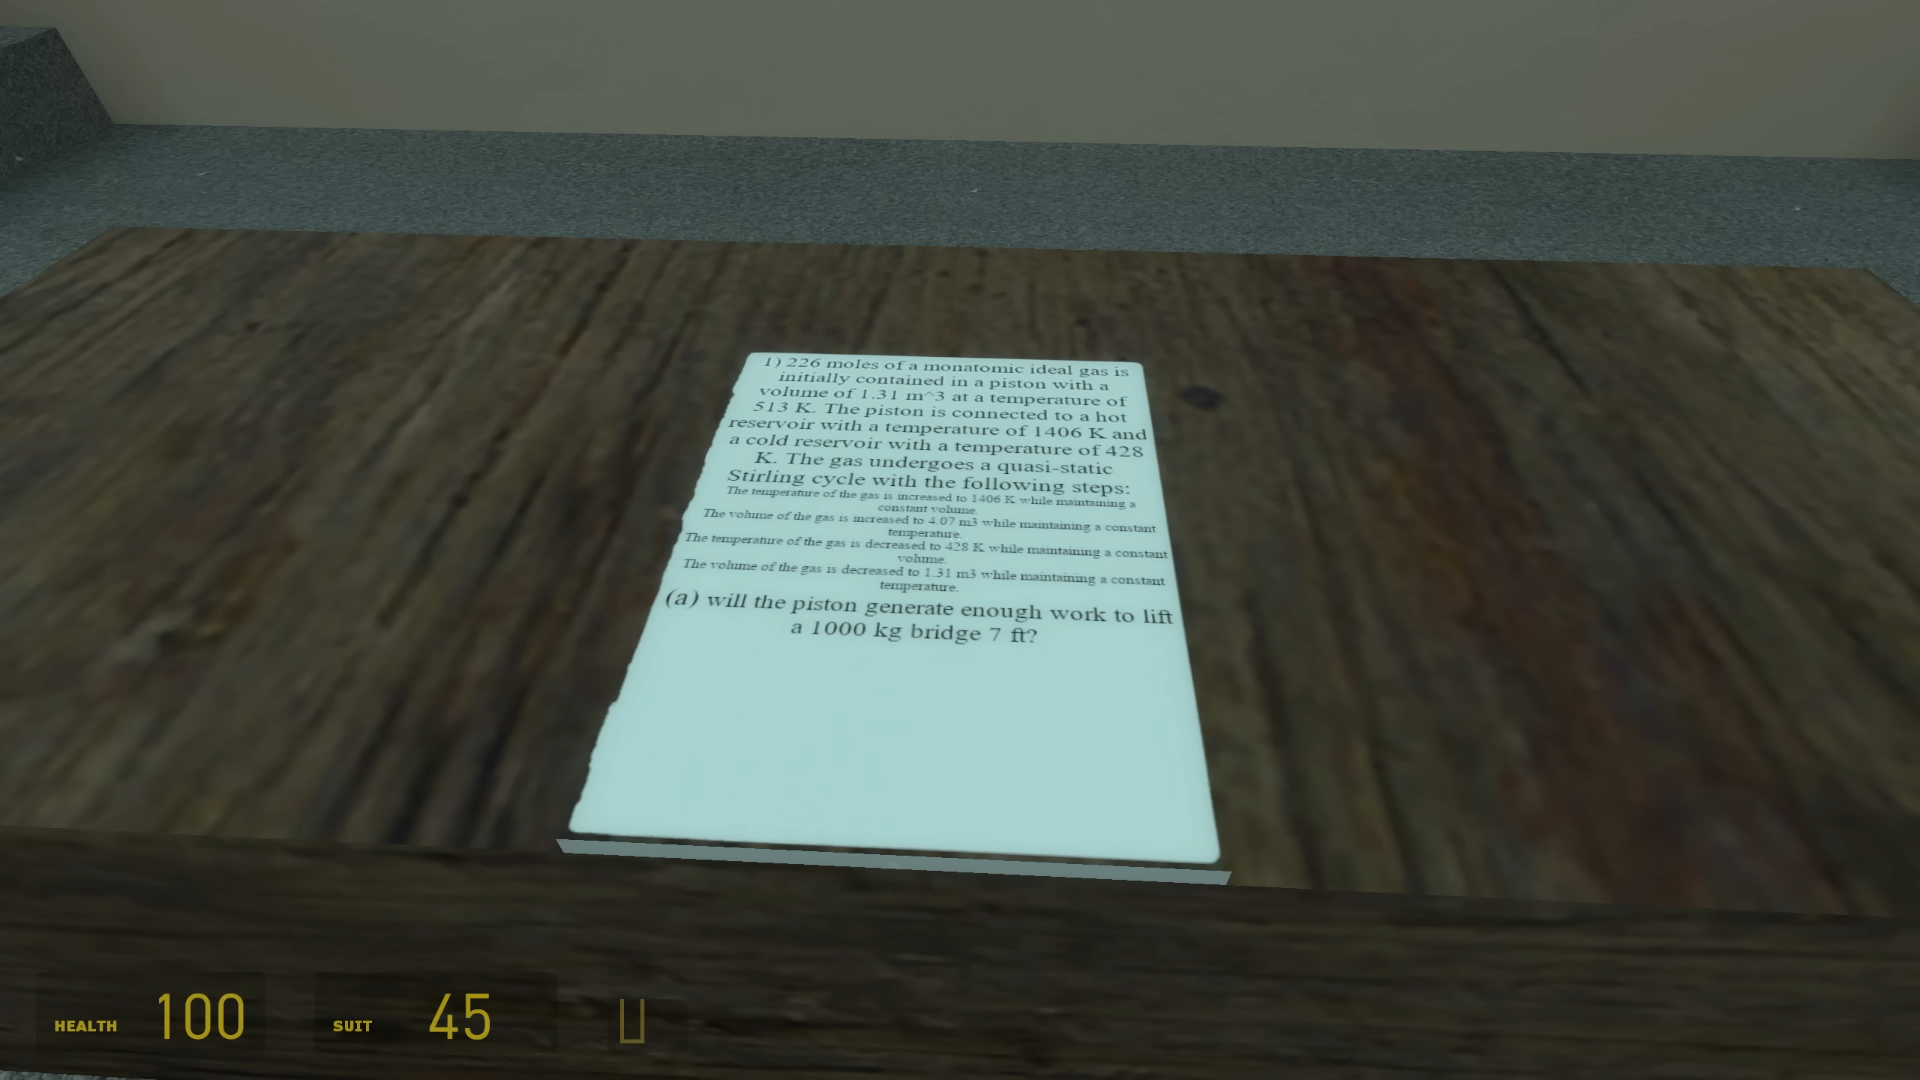 1) 226 moles of a monatomic ideal gas is
initially contained in a piston with a
volume of 1.31 m^3 at a temperature of
513 K. The piston is connected to a hot
reservoir with a temperature of 1406 K and
a cold reservoir with a temperature of 428
K. The gas undergoes a quasi-static
Stirling cycle with the following steps:
The temperature of the gas is increased to 1406 K while maintaining a
constant volume.
The volume of the gas is increased to 4.07 m3 while maintaining a constant
temperature.
The temperature of the gas is decreased to 428 K while maintaining a constant
volume.
The volume of the gas is decreased to 1.31 m3 while maintaining a constant
temperature.
(a) will the piston generate enough work to lift
a 1000 kg bridge 7 ft?
HEALTH 100 SUIT 45